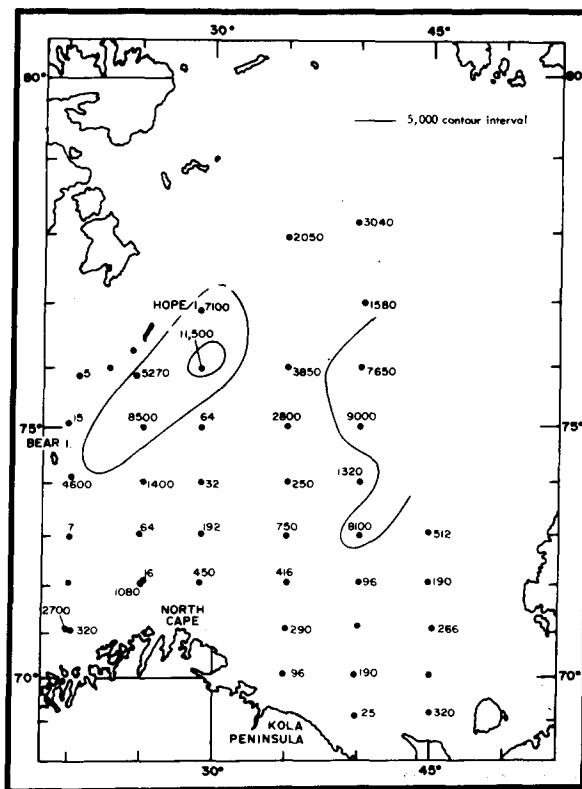 30° 45°
80° 80°
5,000 contour interval
3040
2050
HOPE I. 7100
1580
11,500
5 5270 3850 7650
15 8500 64 2800 9000
75° 75°
BEAR I.
1320
4600 1400 32 250
7 64 192 750 8100 512
16 450 416 96 190
1080
2700 NORTH
CAPE
320 290 266
70° 96 190 70°
25 320
KOLA
PENINSULA
30° 45°